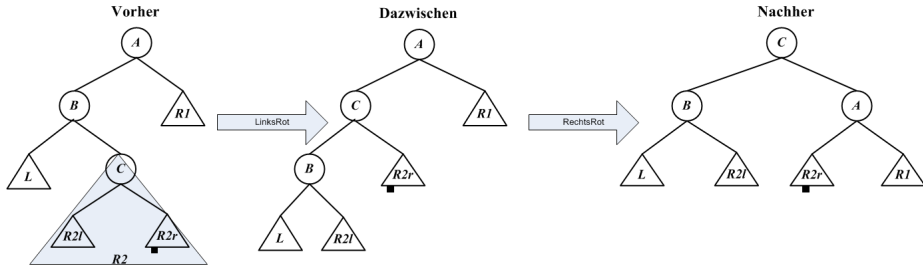 Vorher
Dazwischen
Nachher
A
B
R1
L
C
R2l
R2r
R2
LinksRot
A
C
R1
B
R2r
L
R2l
RechtsRot
C
B
A
L
R2l
R2r
R1